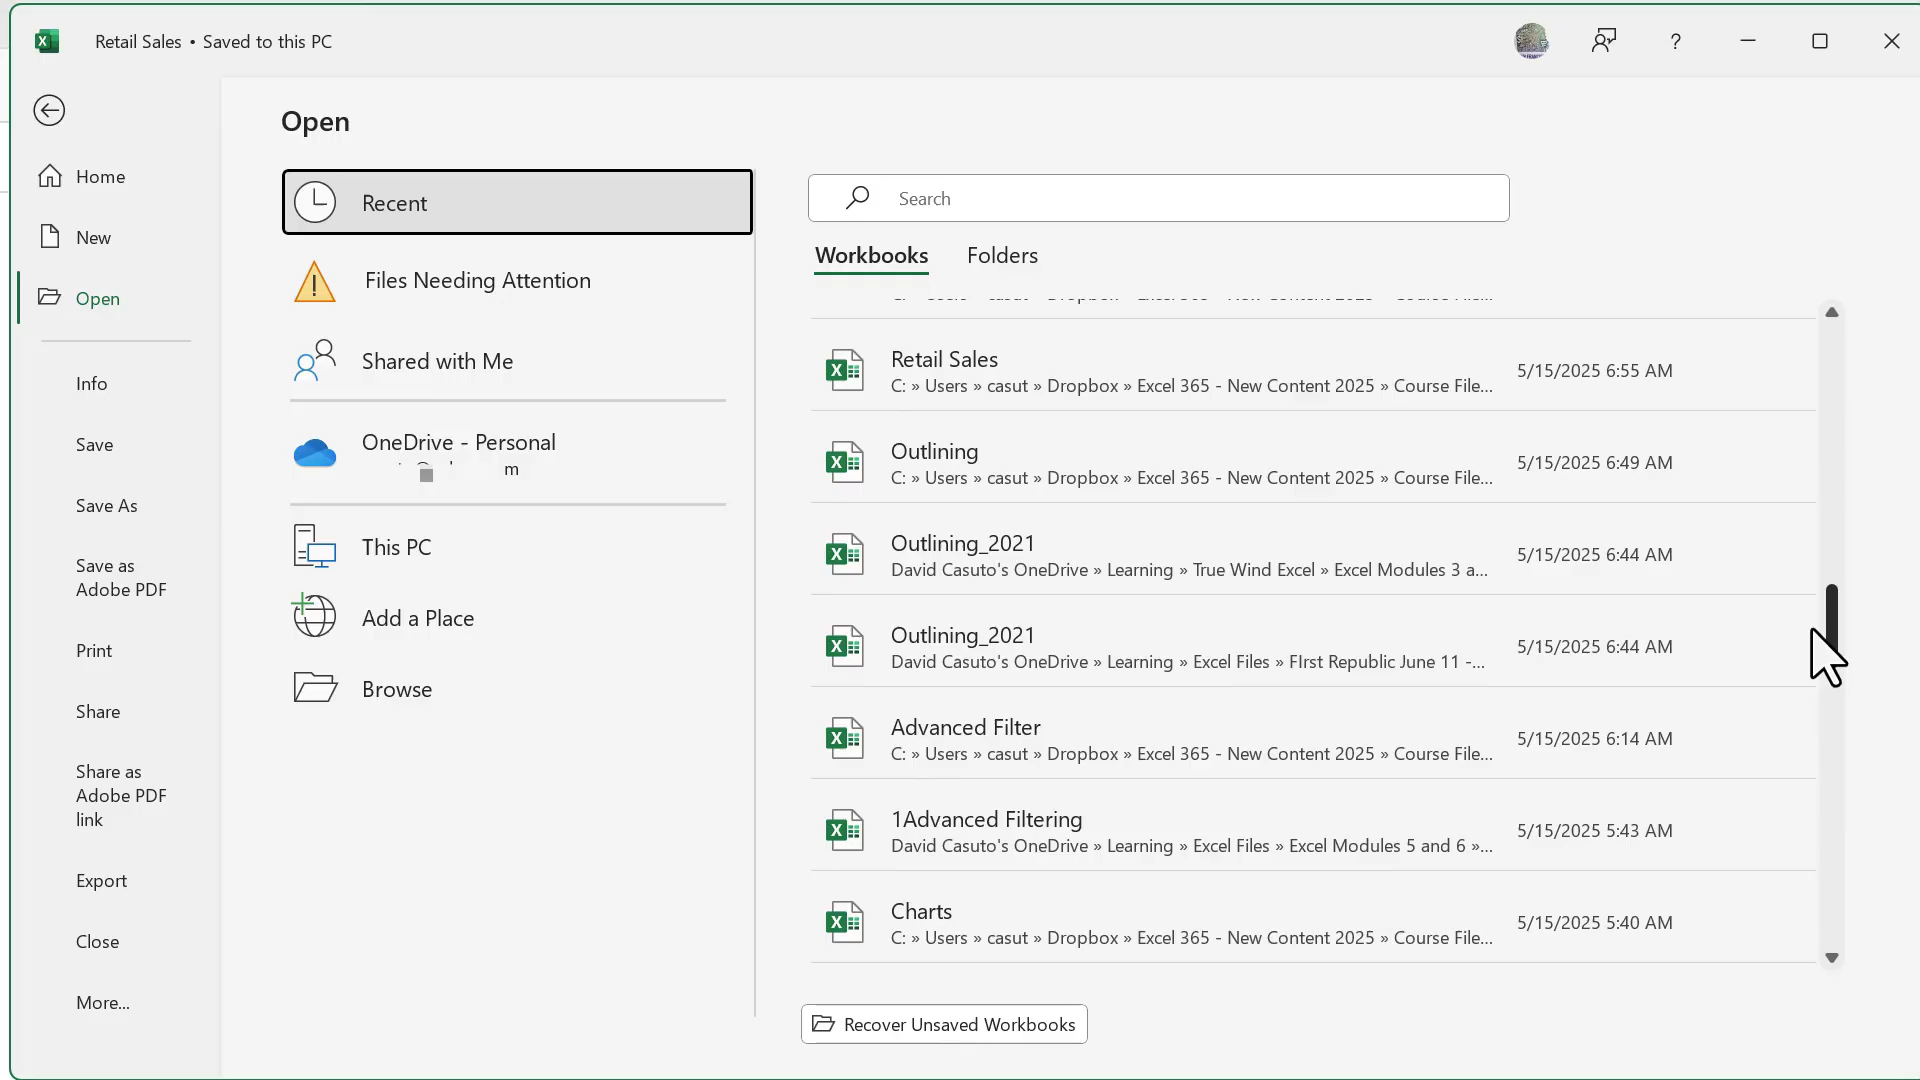 Retail Sales • Saved to this PC
?
Open
Home
New
Open
Info
Save
Save As
Save as
Adobe PDF
Print
Share
Share as
Adobe PDF
link
Export
Close
More...
Recent
Files Needing Attention
Shared with Me
OneDrive - Personal
m
This PC
Add a Place
Browse
Search
Workbooks Folders
Retail Sales
C: » Users » casut » Dropbox » Excel 365 - New Content 2025 » Course File...
5/15/2025 6:55 AM
Outlining
C: » Users » casut » Dropbox » Excel 365 - New Content 2025 » Course File...
5/15/2025 6:49 AM
Outlining_2021
David Casuto's OneDrive » Learning » True Wind Excel » Excel Modules 3 a...
5/15/2025 6:44 AM
Outlining_2021
David Casuto's OneDrive » Learning » Excel Files » FIrst Republic June 11 -...
5/15/2025 6:44 AM
Advanced Filter
C: » Users » casut » Dropbox » Excel 365 - New Content 2025 » Course File...
5/15/2025 6:14 AM
1Advanced Filtering
David Casuto's OneDrive » Learning » Excel Files » Excel Modules 5 and 6 »...
5/15/2025 5:43 AM
Charts
C: » Users » casut » Dropbox » Excel 365 - New Content 2025 » Course File...
5/15/2025 5:40 AM
Recover Unsaved Workbooks